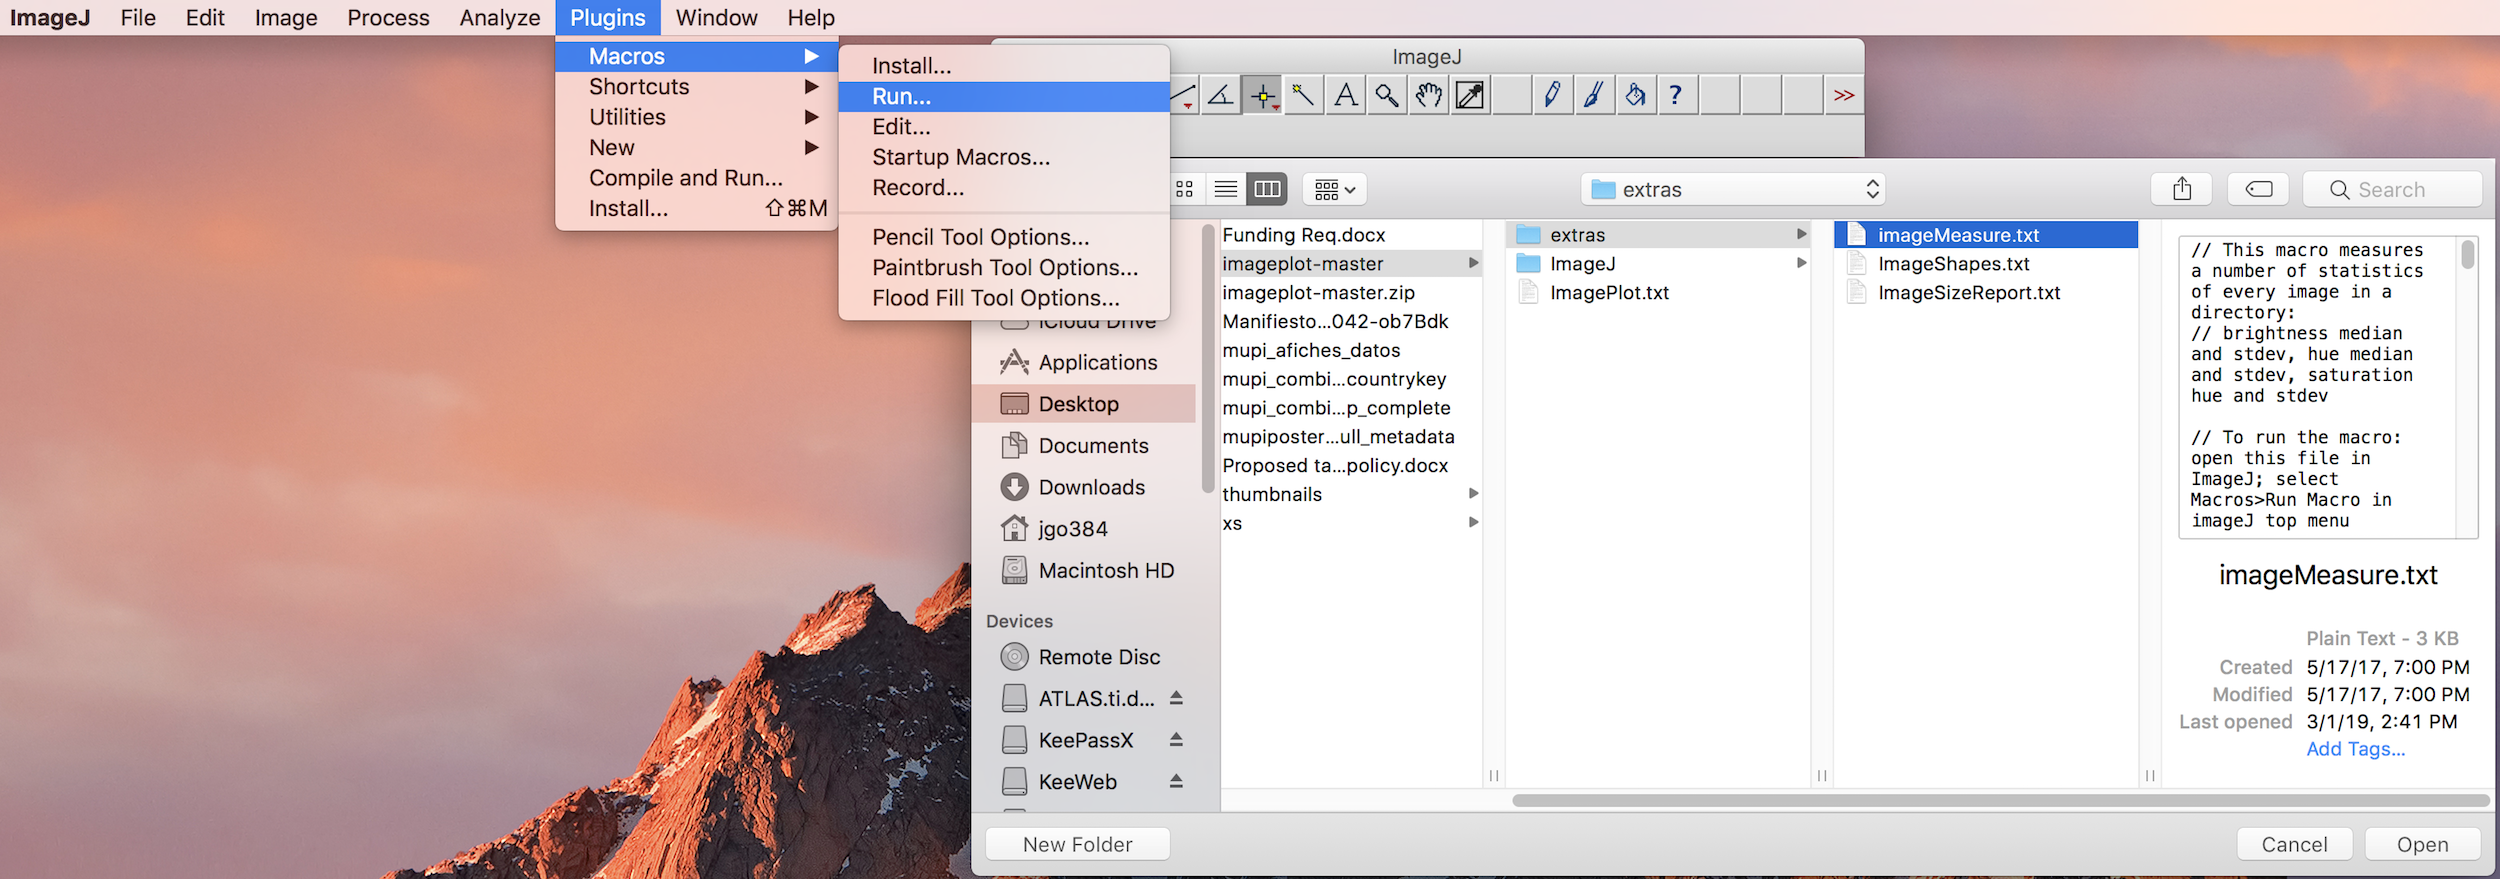 ImageJ File Edit Image Process Analyze Plugins Window Help
Macros
Shortcuts
Utilities
New
Compile and Run...
Install... ⇧⌘M
Install...
Run...
Edit...
Startup Macros...
Record...
Pencil Tool Options...
Paintbrush Tool Options...
Flood Fill Tool Options...
ImageJ
A ? >>
extras
Search
iCloud Drive
Applications
Desktop
Documents
Downloads
jgo384
Macintosh HD
Devices
Remote Disc
ATLAS.ti.d...
KeePassX
KeeWeb
Funding Req.docx
imageplot-master
imageplot-master.zip
Manifiesto...042-ob7Bdk
mupi_afiches_datos
mupi_combi...countrykey
mupi_combi...p_complete
mupiposter...ull_metadata
Proposed ta...policy.docx
thumbnails
xs
extras
ImageJ
ImagePlot.txt
imageMeasure.txt
ImageShapes.txt
ImageSizeReport.txt
// This macro measures
a number of statistics
of every image in a
directory:
// brightness median
and stdev, hue median
and stdev, saturation
hue and stdev
// To run the macro:
open this file in
ImageJ; select
Macros>Run Macro in
imageJ top menu
imageMeasure.txt
Plain Text - 3 KB
Created 5/17/17, 7:00 PM
Modified 5/17/17, 7:00 PM
Last opened 3/1/19, 2:41 PM
Add Tags...
New Folder
Cancel
Open